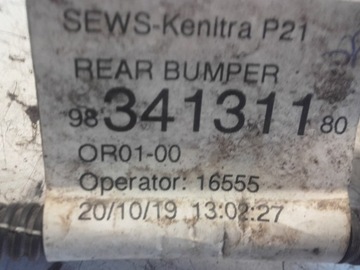 SEWS-Kenitra P21
REAR BUMPER
98 341311 80
OR01-00
Operator: 16555
20/10/19 13:02:27